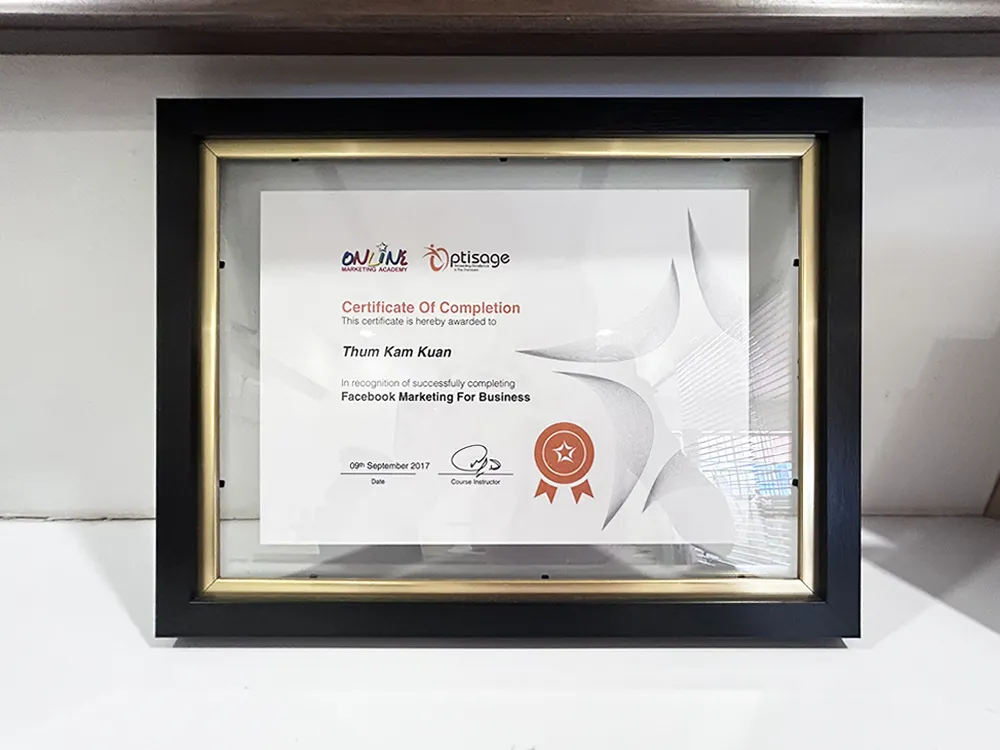 ONLINE
MARKETING ACADEMY
Optisage
Certificate Of Completion
This certificate is hereby awarded to
Thum Kam Kuan
In recognition of successfully completing
Facebook Marketing For Business
09th September 2017
Date
Course Instructor